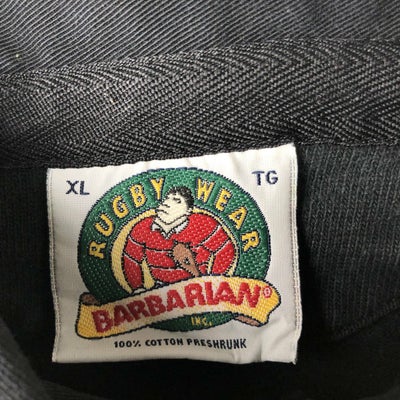 XL TG
RUGBY WEAR
BARBARIAN®
INC.
100% COTTON PRESHRUNK